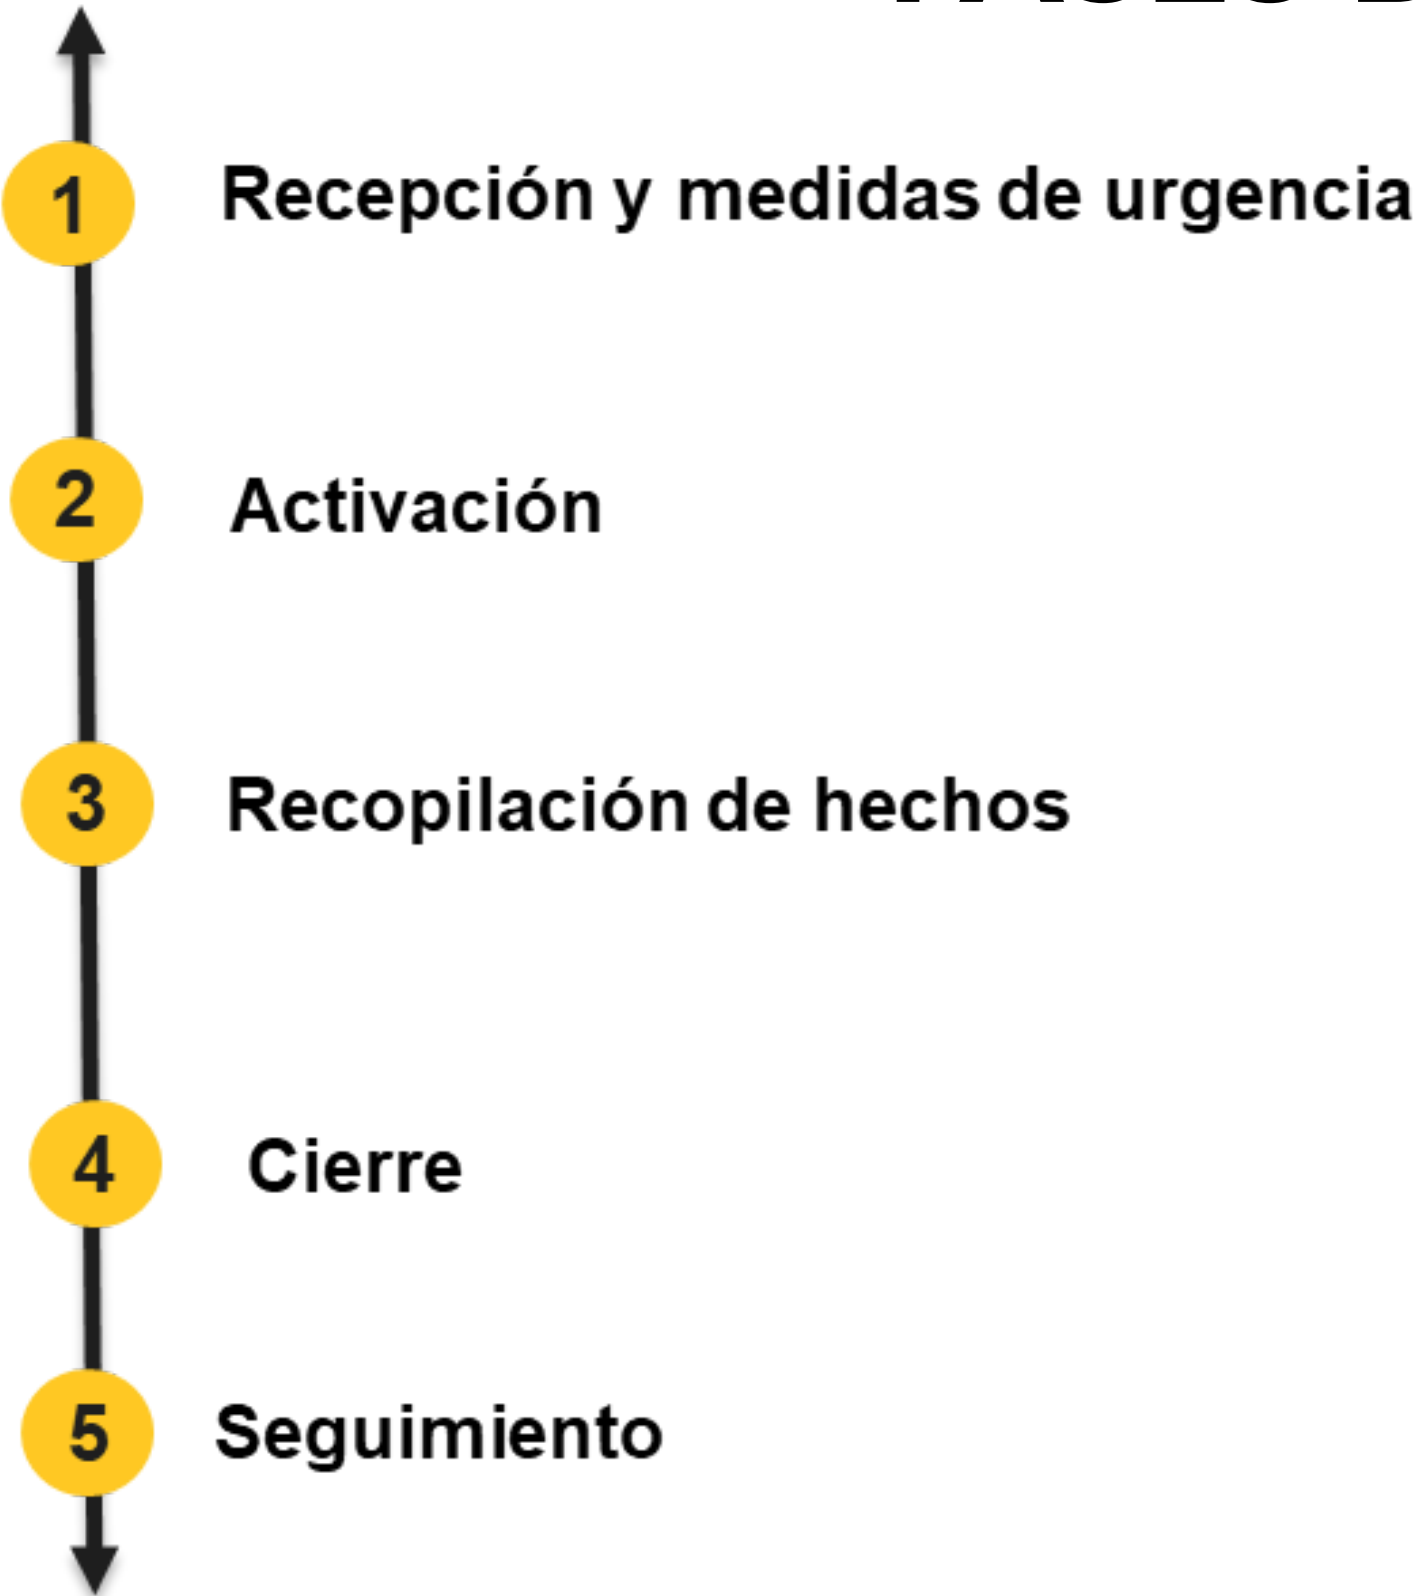 1 Recepción y medidas de urgencia
2 Activación
3 Recopilación de hechos
4 Cierre
5 Seguimiento